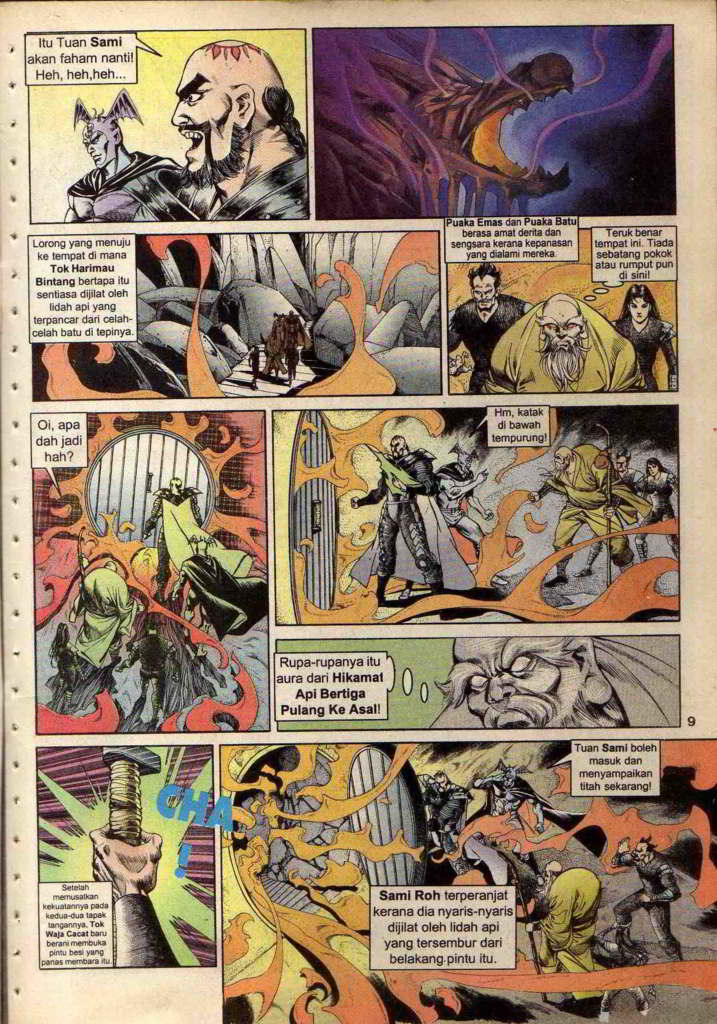 Itu Tuan Sami
akan faham nanti!
Heh, heh,heh...
Lorong yang menuju
ke tempat di mana
Tok Harimau
Bintang bertapa itu
sentiasa dijilat oleh
lidah api yang
terpancar dari celah-
celah batu di tepinya.
Puaka Emas dan Puaka Batu
berasa amat derita dan
sengsara kerana kepanasan
yang dialami mereka.
Teruk benar
tempat ini. Tiada
sebatang pokok
atau rumput pun
di sini!
Oi, apa
dah jadi
hah?
Hm, katak
di bawah
tempurung!
Rupa-rupanya itu
aura dari Hikamat
Api Bertiga
Pulang Ke Asal!
9
CHA
!
Setelah
memusatkan
kekuatannya pada
kedua-dua tapak
tangannya, Tok
Waja Cacat baru
berani membuka
pintu besi yang
panas membara itu.
Tuan Sami boleh
masuk dan
menyampaikan
titah sekarang!
Sami Roh terperanjat
kerana dia nyaris-nyaris
dijilat oleh lidah api
yang tersembur dari
belakang pintu itu.